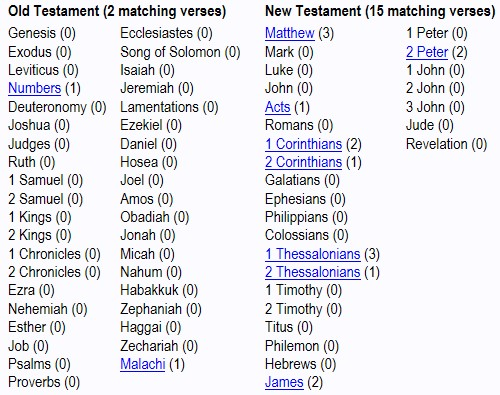 Old Testament (2 matching verses)
Genesis (0)
Exodus (0)
Leviticus (0)
Numbers (1)
Deuteronomy (0)
Joshua (0)
Judges (0)
Ruth (0)
1 Samuel (0)
2 Samuel (0)
1 Kings (0)
2 Kings (0)
1 Chronicles (0)
2 Chronicles (0)
Ezra (0)
Nehemiah (0)
Esther (0)
Job (0)
Psalms (0)
Proverbs (0)
Ecclesiastes (0)
Song of Solomon (0)
Isaiah (0)
Jeremiah (0)
Lamentations (0)
Ezekiel (0)
Daniel (0)
Hosea (0)
Joel (0)
Amos (0)
Obadiah (0)
Jonah (0)
Micah (0)
Nahum (0)
Habakkuk (0)
Zephaniah (0)
Haggai (0)
Zechariah (0)
Malachi (1)
New Testament (15 matching verses)
Matthew (3)
Mark (0)
Luke (0)
John (0)
Acts (1)
Romans (0)
1 Corinthians (2)
2 Corinthians (1)
Galatians (0)
Ephesians (0)
Philippians (0)
Colossians (0)
1 Thessalonians (3)
2 Thessalonians (1)
1 Timothy (0)
2 Timothy (0)
Titus (0)
Philemon (0)
Hebrews (0)
James (2)
1 Peter (0)
2 Peter (2)
1 John (0)
2 John (0)
3 John (0)
Jude (0)
Revelation (0)